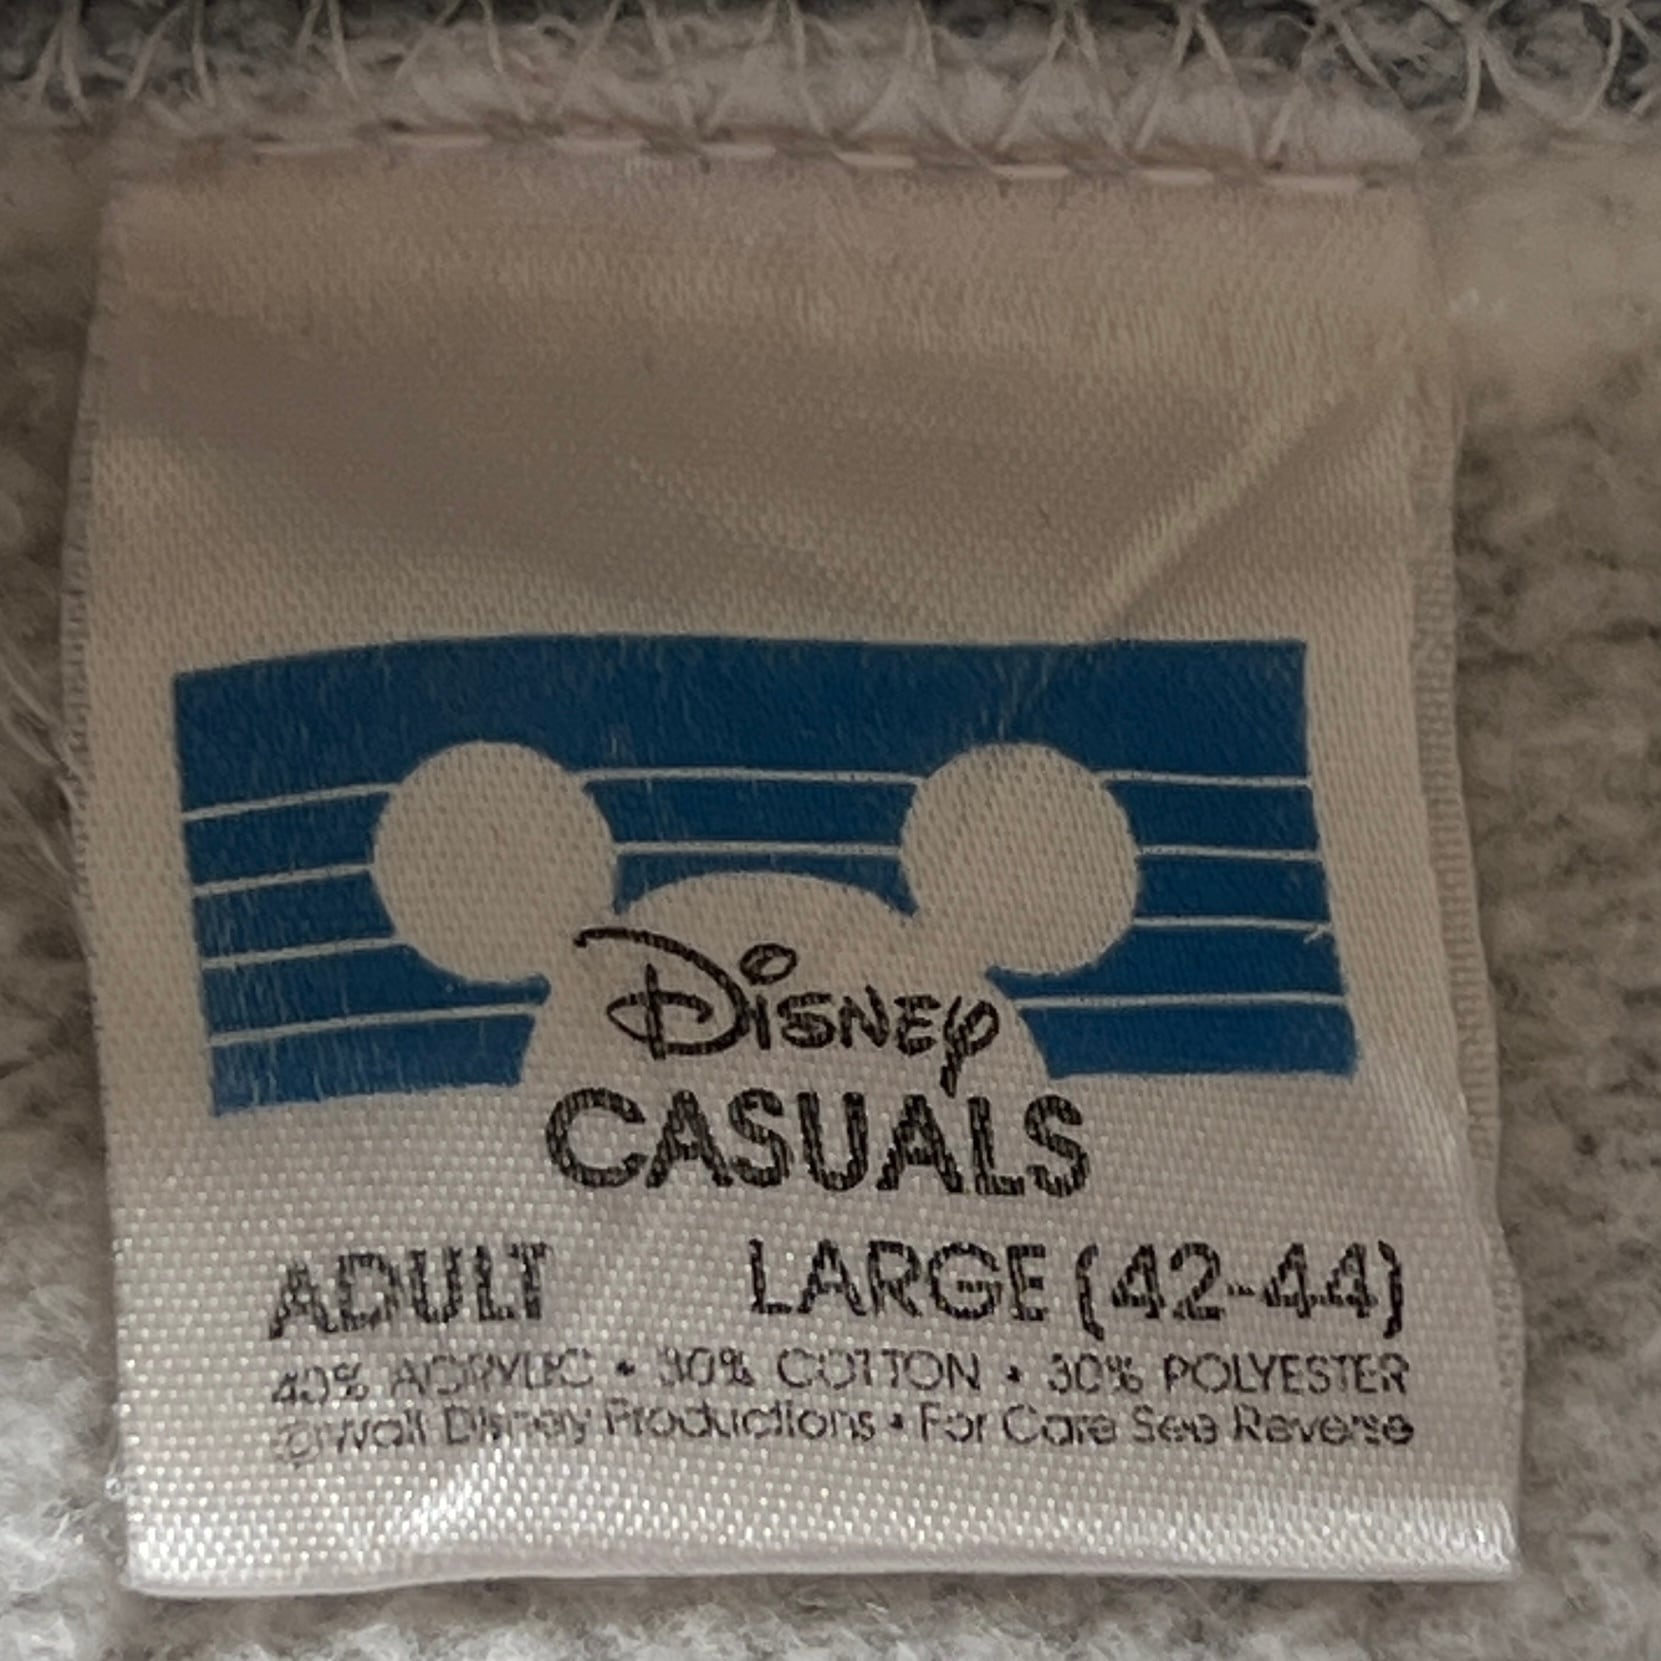 Disney
CASUALS
ADULT LARGE (42-44)
40% ACRYLIC • 30% COTTON • 30% POLYESTER
©Walt Disney Productions • For Care See Reverse